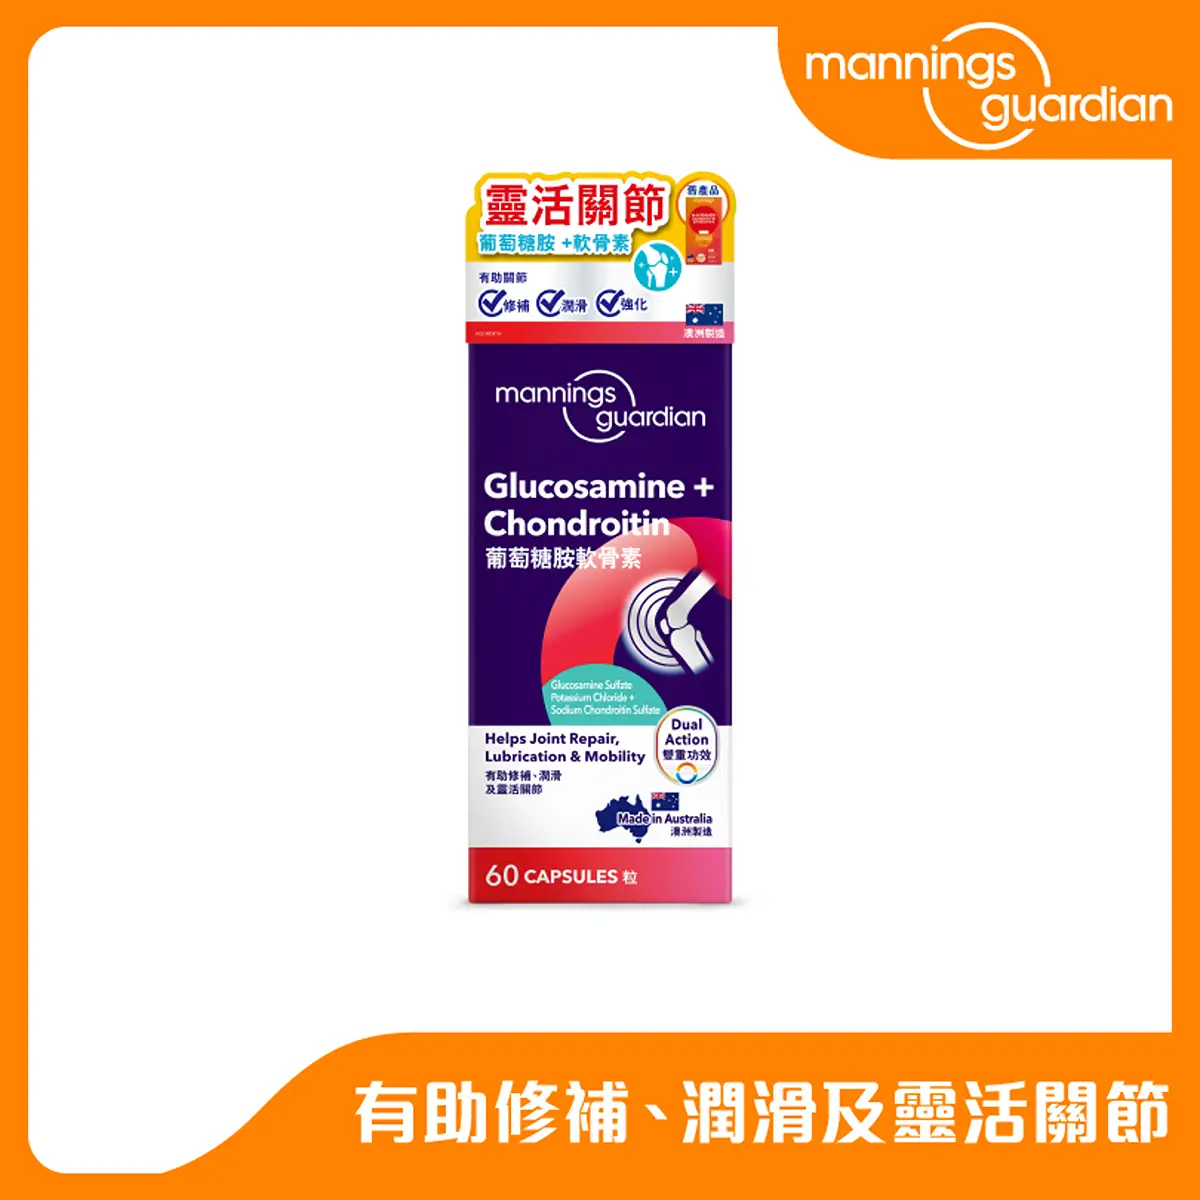 mannings
guardian
靈活關節
葡萄糖胺+軟骨素
舊產品
有助關節
修補 潤滑 強化
澳洲製造
mannings
guardian
Glucosamine +
Chondroitin
葡萄糖胺軟骨素
Glucosamine Sulfate
Potassium Chloride +
Sodium Chondroitin Sulfate
Helps Joint Repair,
Lubrication & Mobility
有助修補、潤滑
及靈活關節
Dual
Action
雙重功效
Made in Australia
澳洲製造
60 CAPSULES 粒
有助修補、潤滑及靈活關節